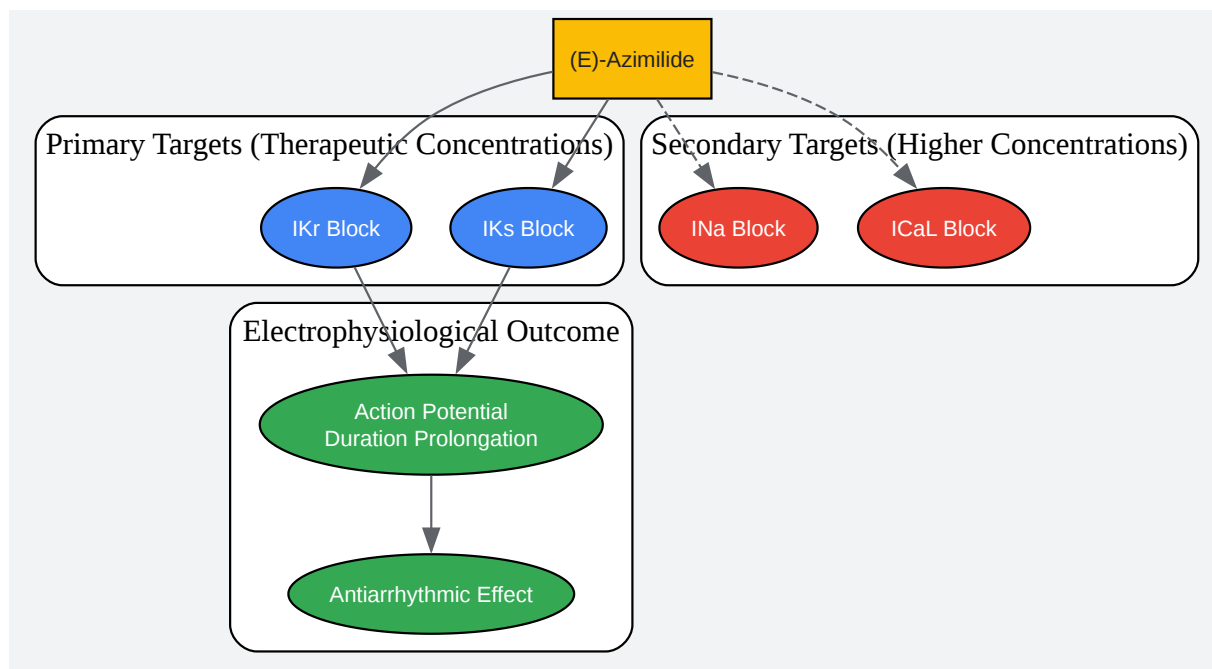 (E)-Azimilide
Primary Targets (Therapeutic Concentrations)
Secondary Targets (Higher Concentrations)
IKr Block
IKs Block
INa Block
ICaL Block
Electrophysiological Outcome
Action Potential
Duration Prolongation
Antiarrhythmic Effect